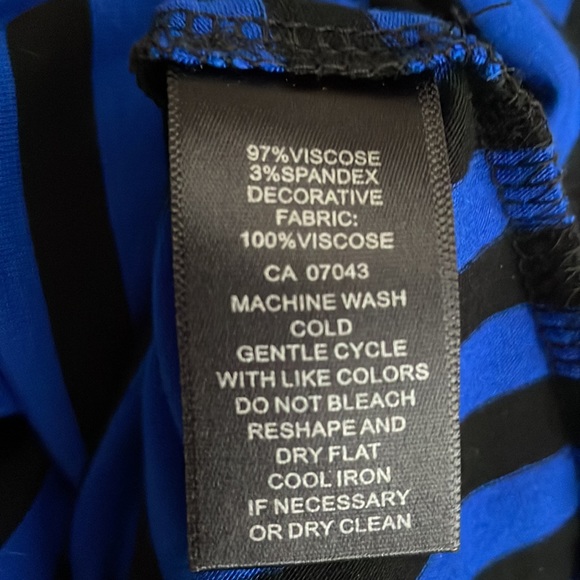 97%VISCOSE
3%SPANDEX
DECORATIVE
FABRIC:
100%VISCOSE
CA 07043
MACHINE WASH
COLD
GENTLE CYCLE
WITH LIKE COLORS
DO NOT BLEACH
RESHAPE AND
DRY FLAT
COOL IRON
IF NECESSARY
OR DRY CLEAN